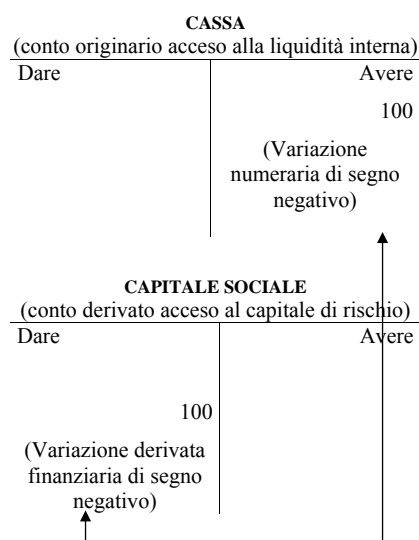 CASSA
(conto originario acceso alla liquidità interna)
Dare Avere
100
(Variazione
numeraria di segno
negativo)
CAPITALE SOCIALE
(conto derivato acceso al capitale di rischio)
Dare Avere
100
(Variazione derivata
finanziaria di segno
negativo)